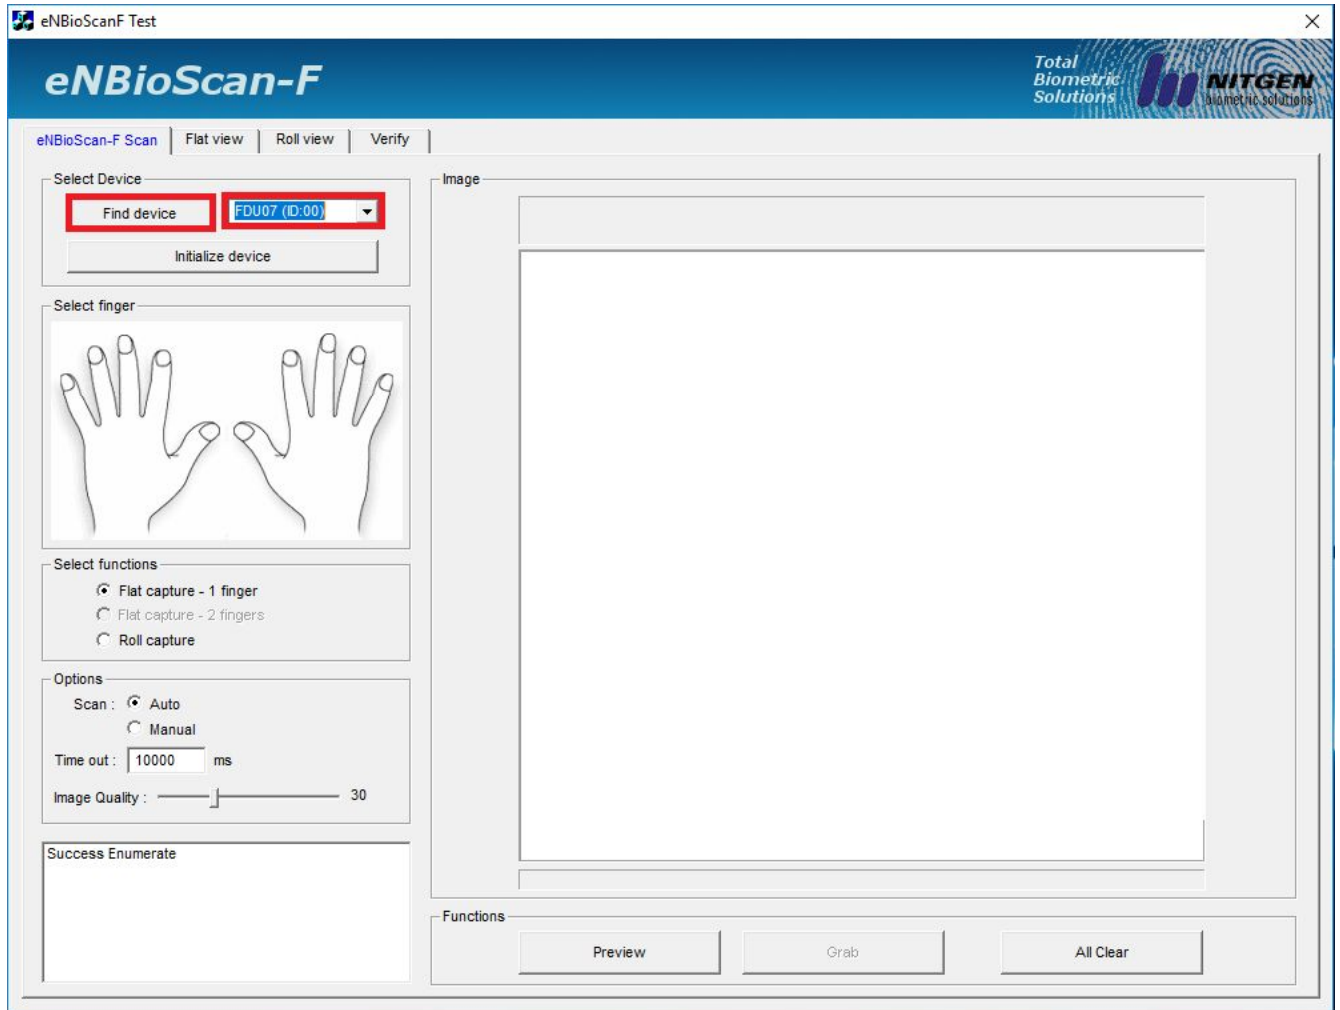 eNBioScanF Test
eNBioScan-F
Total
Biometric
Solutions
NITGEN
biometric solutions
eNBioScan-F Scan
Flat view
Roll view
Verify
Select Device
Find device
FDU07 (ID:00)
Initialize device
Select finger
Select functions
Flat capture - 1 finger
Flat capture - 2 fingers
Roll capture
Options
Scan : Auto
Manual
Time out : 10000 ms
Image Quality : 30
Success Enumerate
Image
Functions
Preview
Grab
All Clear